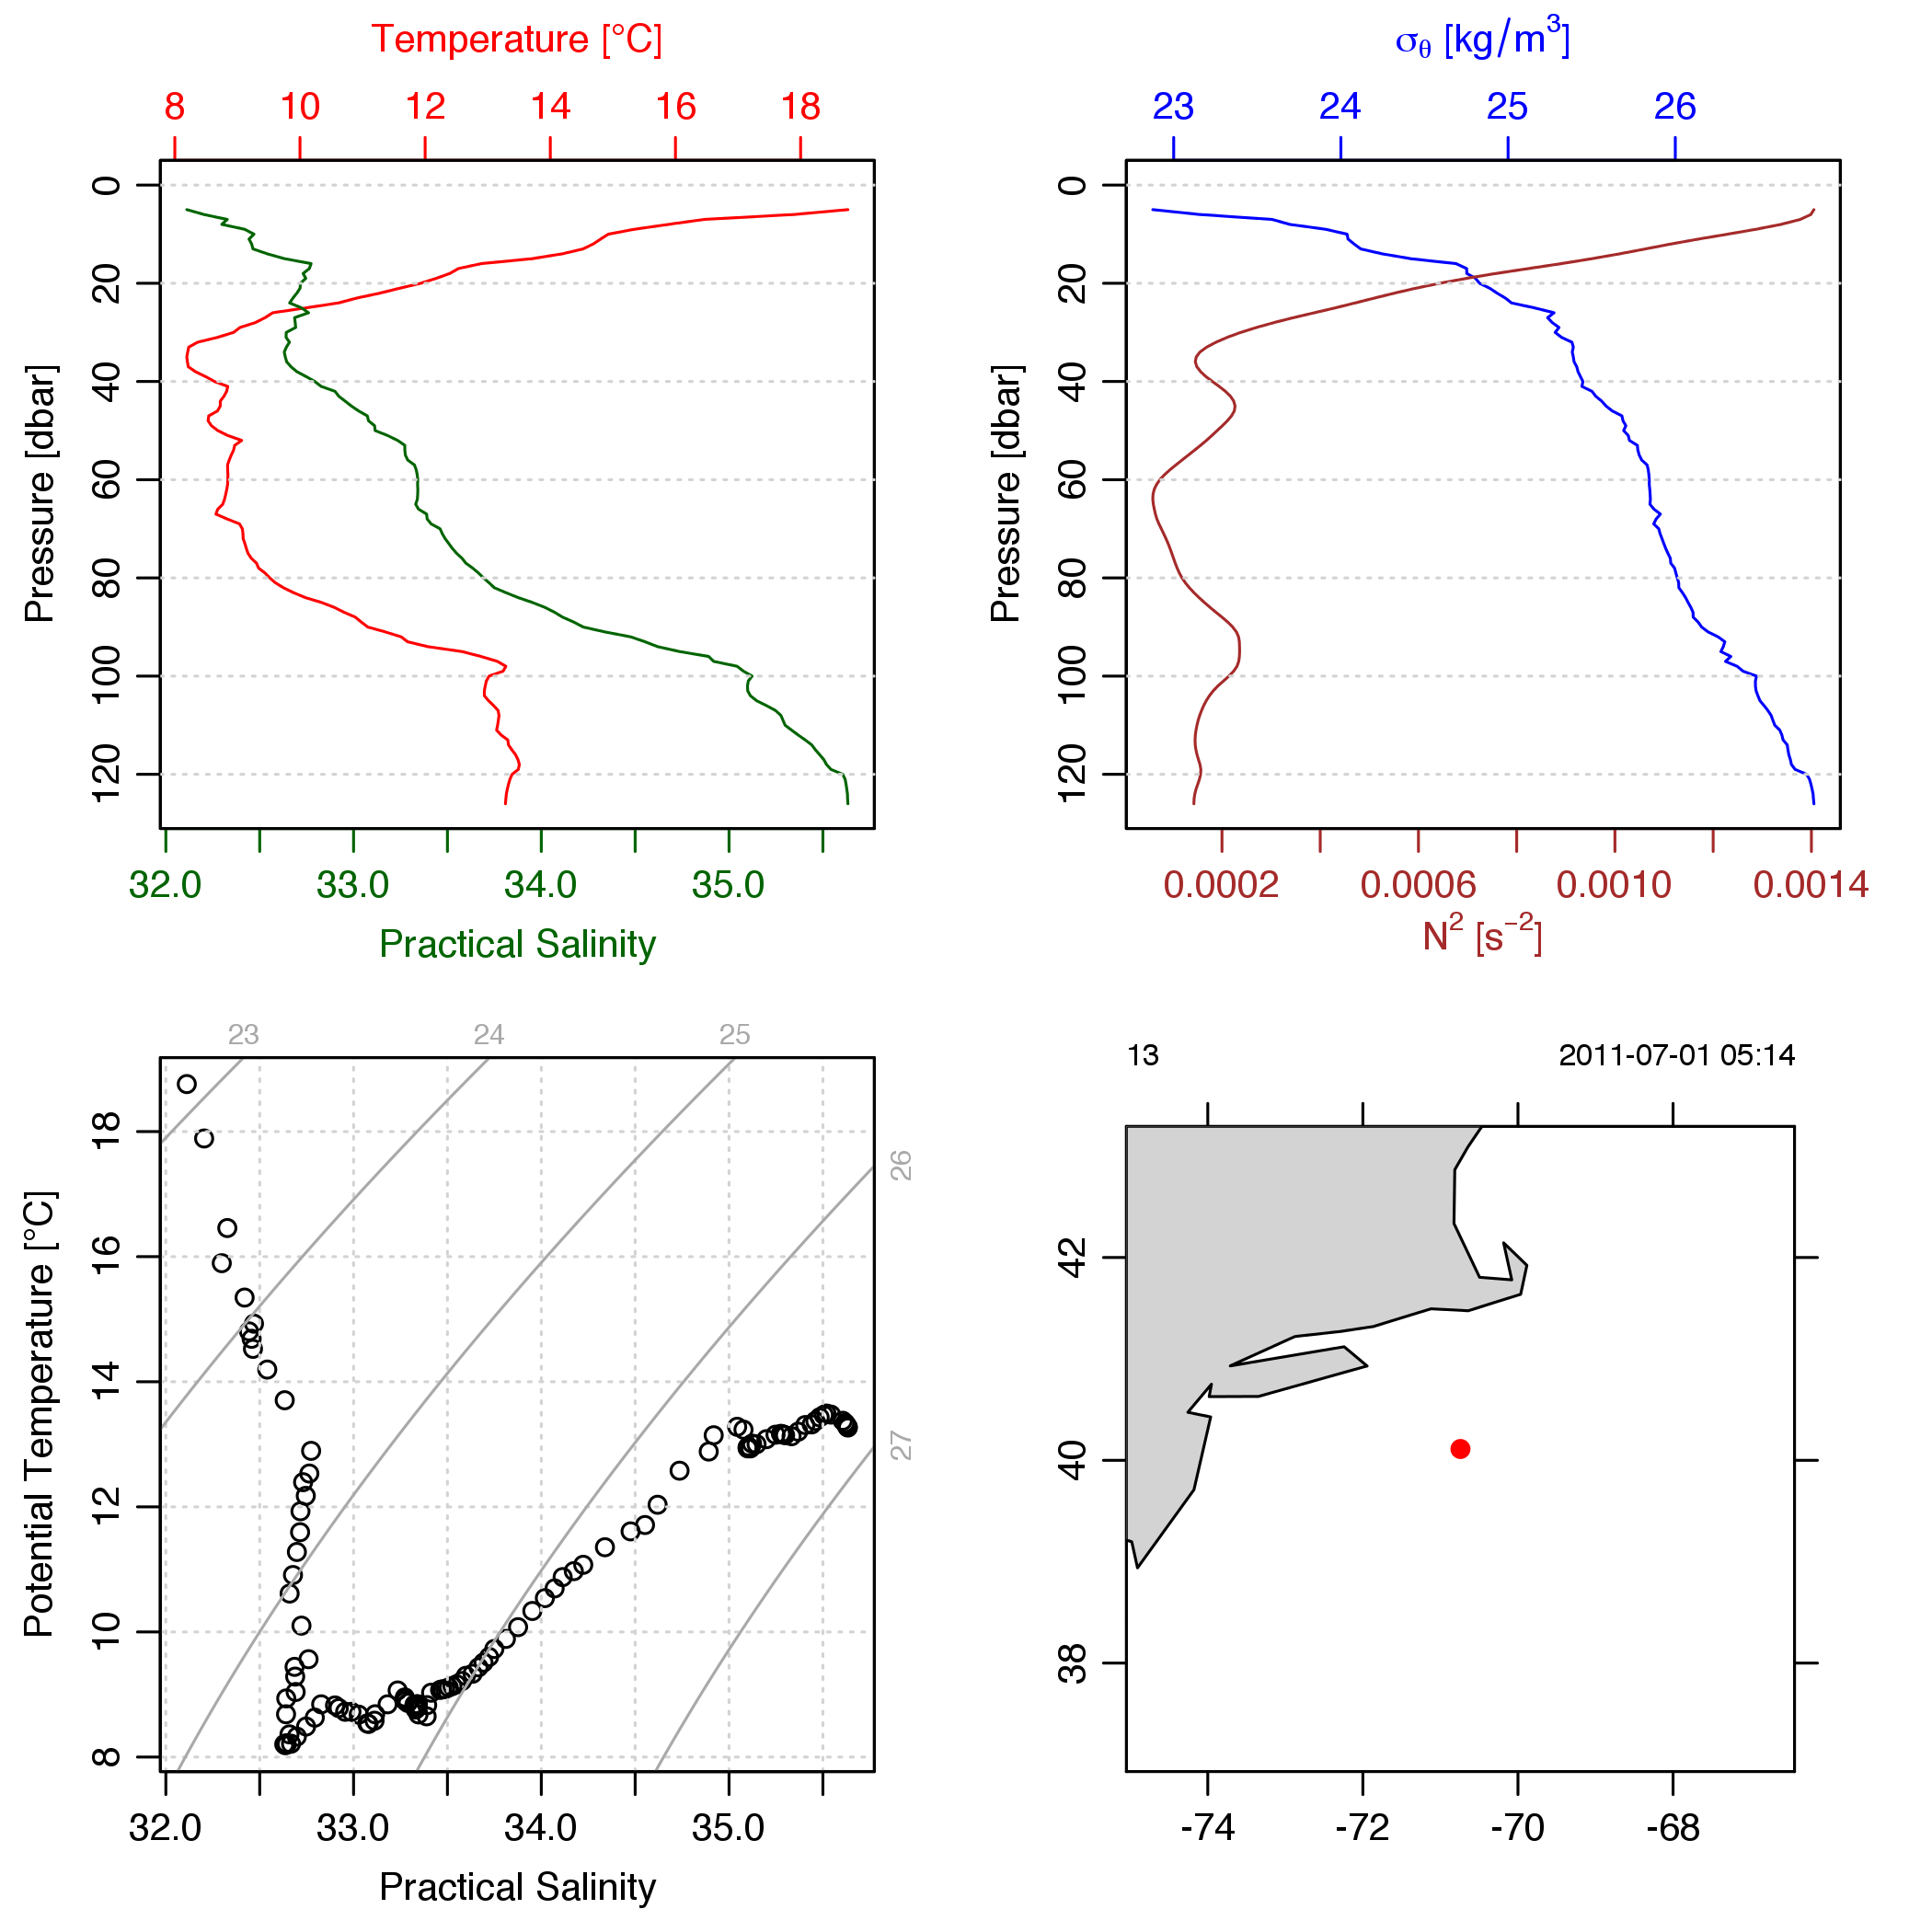 Temperature [°C]
8 10 12 14 16 18
0
20
40
60
80
100
120
Pressure [dbar]
32.0 33.0 34.0 35.0
Practical Salinity
σθ [kg/m³]
23 24 25 26
0
20
40
60
80
100
120
Pressure [dbar]
0.0002 0.0006 0.0010 0.0014
N² [s⁻²]
23 24 25
26
27
18
16
14
12
10
8
Potential Temperature [°C]
32.0 33.0 34.0 35.0
Practical Salinity
13 2011-07-01 05:14
42
40
38
-74 -72 -70 -68